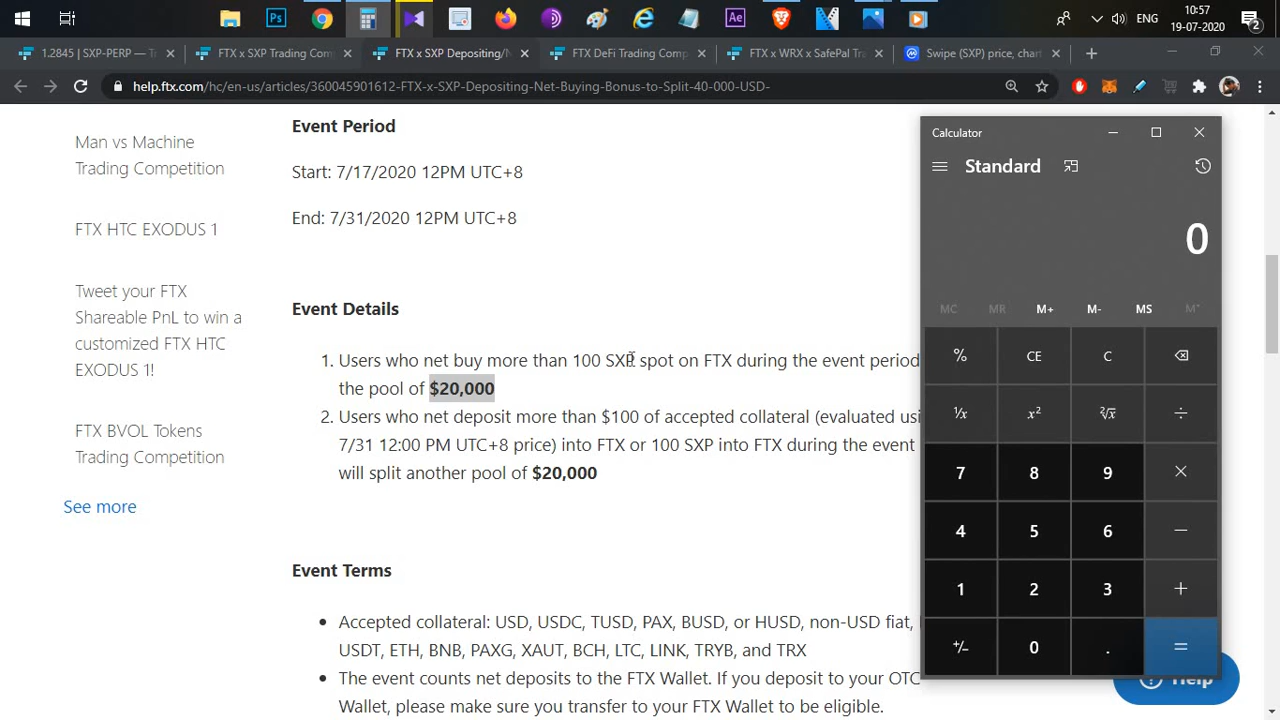 Ps
Ae
ENG
10:57
19-07-2020
2
1.2845 | SXP-PERP —
FTX x SXP Trading Com
FTX x SXP Depositing/N
FTX DeFi Trading Comp
FTX x WRX x SafePal Tra
Swipe (SXP) price, chart
help.ftx.com/hc/en-us/articles/360045901612-FTX-x-SXP-Depositing-Net-Buying-Bonus-to-Split-40-000-USD-
Man vs Machine
Trading Competition
FTX HTC EXODUS 1
Tweet your FTX
Shareable PnL to win a
customized FTX HTC
EXODUS 1!
FTX BVOL Tokens
Trading Competition
See more
Event Period
Start: 7/17/2020 12PM UTC+8
End: 7/31/2020 12PM UTC+8
Event Details
1. Users who net buy more than 100 SXP spot on FTX during the event period
the pool of $20,000
2. Users who net deposit more than $100 of accepted collateral (evaluated usi
7/31 12:00 PM UTC+8 price) into FTX or 100 SXP into FTX during the event
will split another pool of $20,000
Event Terms
• Accepted collateral: USD, USDC, TUSD, PAX, BUSD, or HUSD, non-USD fiat,
USDT, ETH, BNB, PAXG, XAUT, BCH, LTC, LINK, TRYB, and TRX
• The event counts net deposits to the FTX Wallet. If you deposit to your OTC
Wallet, please make sure you transfer to your FTX Wallet to be eligible.
Calculator
Standard
0
MC MR M+ M- MS M˅
% CE C
¹/x x² ²√x ÷
7 8 9 ×
4 5 6 −
1 2 3 +
+/- 0 . =
Help